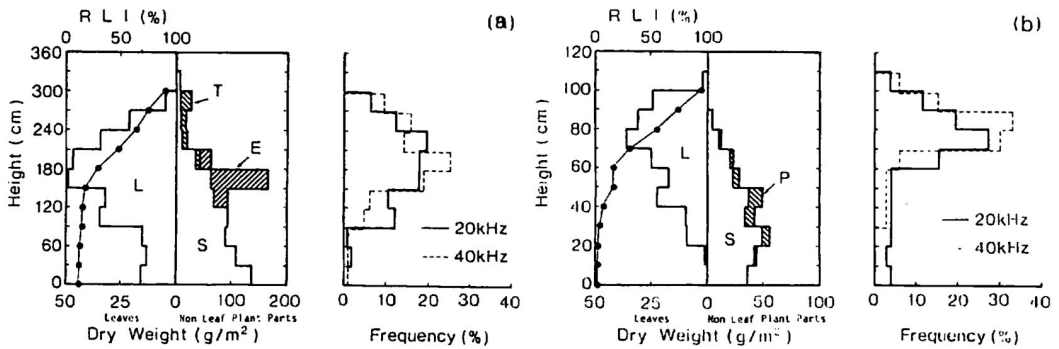 R L I (%)
0 50 100
(a)
Height (cm)
360
300
240
180
120
60
0
T
E
L
S
50 25 0 100 200
Leaves Non Leaf Plant Parts
Dry Weight (g/m²)
20kHz
40kHz
0 10 20 30 40
Frequency (%)
R L I (%)
0 50 100
(b)
Height (cm)
120
100
80
60
40
20
0
L
P
S
50 25 0 50 100
Leaves Non Leaf Plant Parts
Dry Weight (g/m²)
20kHz
40kHz
0 10 20 30 40
Frequency (%)